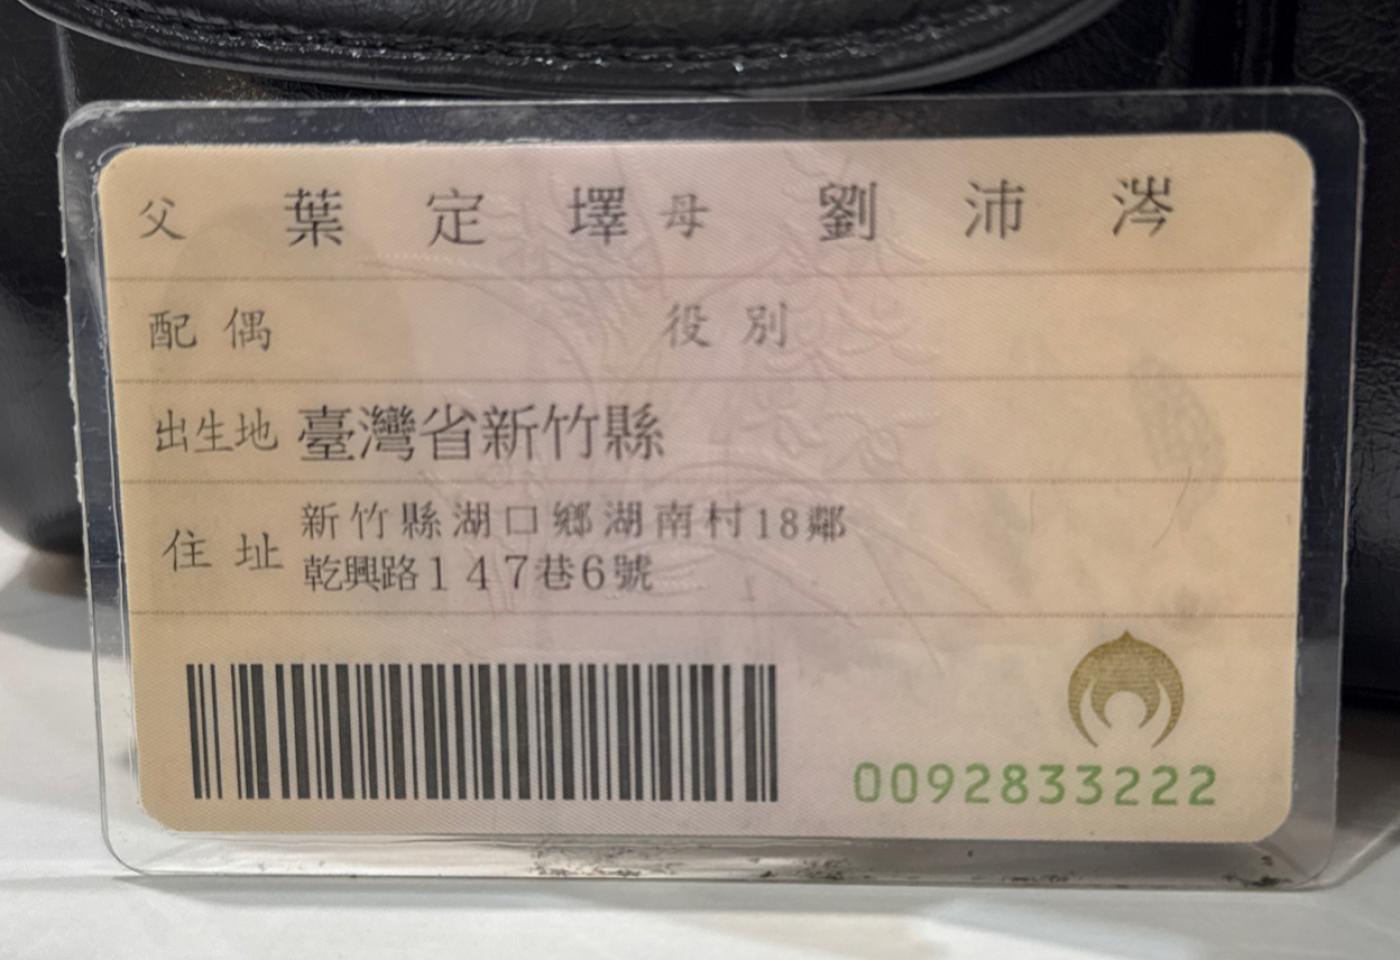 父 葉定墿 母 劉沛涔
配偶 役別
出生地 臺灣省新竹縣
住址 新竹縣湖口鄉湖南村18鄰
乾興路147巷6號
0092833222